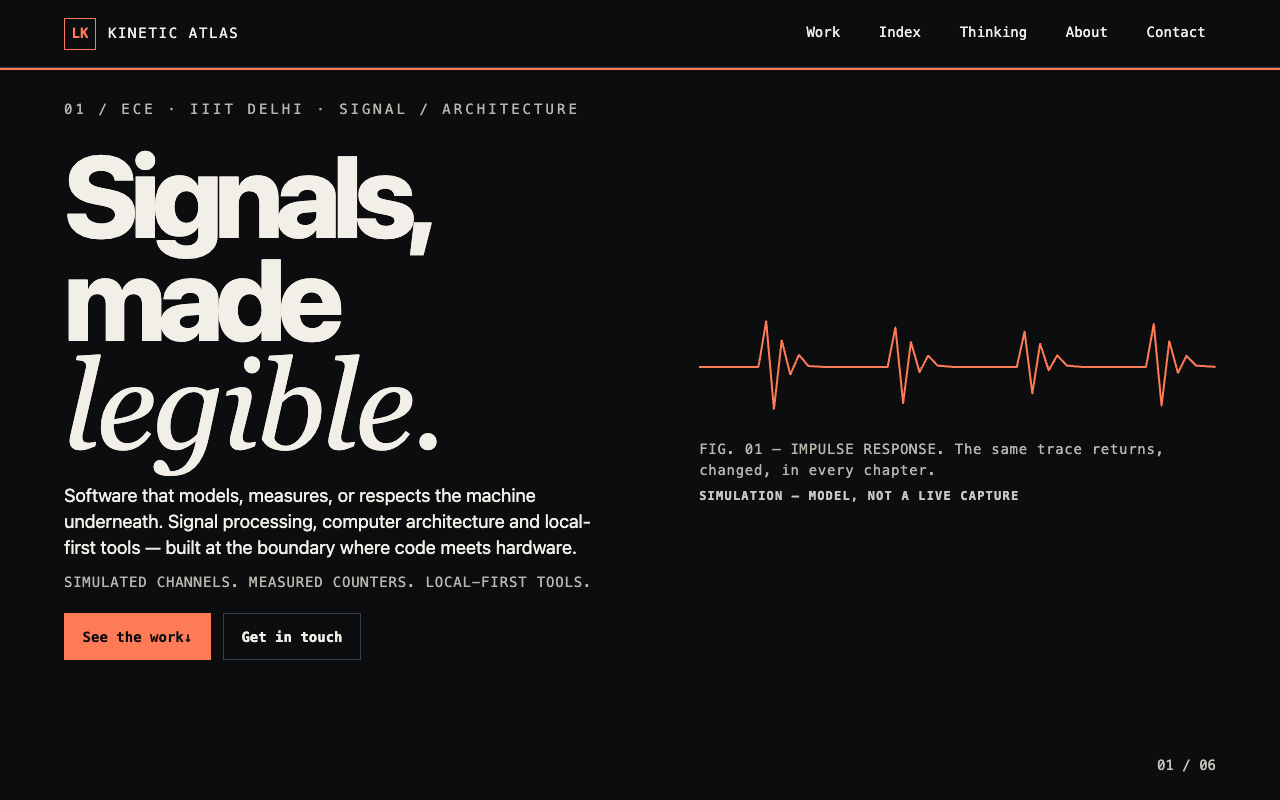 LK KINETIC ATLAS
Work Index Thinking About Contact
01 / ECE · IIIT DELHI · SIGNAL / ARCHITECTURE
Signals,
made
legible.
Software that models, measures, or respects the machine
underneath. Signal processing, computer architecture and local-
first tools — built at the boundary where code meets hardware.
SIMULATED CHANNELS. MEASURED COUNTERS. LOCAL-FIRST TOOLS.
See the work↓ Get in touch
FIG. 01 — IMPULSE RESPONSE. The same trace returns,
changed, in every chapter.
SIMULATION — MODEL, NOT A LIVE CAPTURE
01 / 06